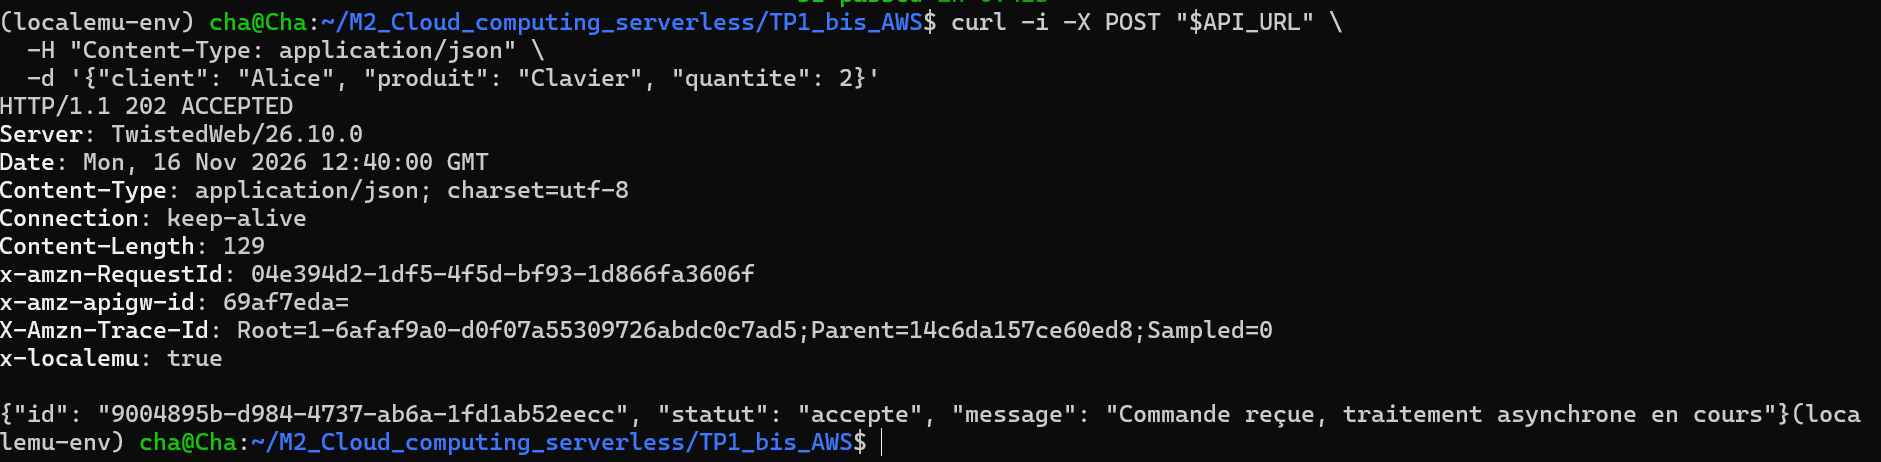 (localemu-env) cha@Cha:~/M2_Cloud_computing_serverless/TP1_bis_AWS$ curl -i -X POST "$API_URL" \
  -H "Content-Type: application/json" \
  -d '{"client": "Alice", "produit": "Clavier", "quantite": 2}'
HTTP/1.1 202 ACCEPTED
Server: TwistedWeb/26.10.0
Date: Mon, 16 Nov 2026 12:40:00 GMT
Content-Type: application/json; charset=utf-8
Connection: keep-alive
Content-Length: 129
x-amzn-RequestId: 04e394d2-1df5-4f5d-bf93-1d866fa3606f
x-amz-apigw-id: 69af7eda=
X-Amzn-Trace-Id: Root=1-6afaf9a0-d0f07a55309726abdc0c7ad5;Parent=14c6da157ce60ed8;Sampled=0
x-localemu: true

{"id": "9004895b-d984-4737-ab6a-1fd1ab52eecc", "statut": "accepte", "message": "Commande reçue, traitement asynchrone en cours"}(loca
lemu-env) cha@Cha:~/M2_Cloud_computing_serverless/TP1_bis_AWS$